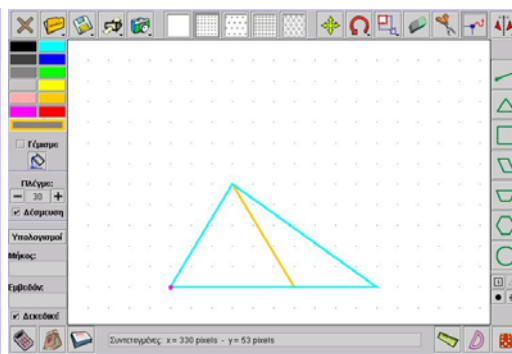 Γέμισμα
Πλέγμα:
30
Δέσμευση
Υπολογισμοί
Μήκος:
Εμβαδόν:
Δεκαδικά
Συντεταγμένες: x = 330 pixels - y = 53 pixels